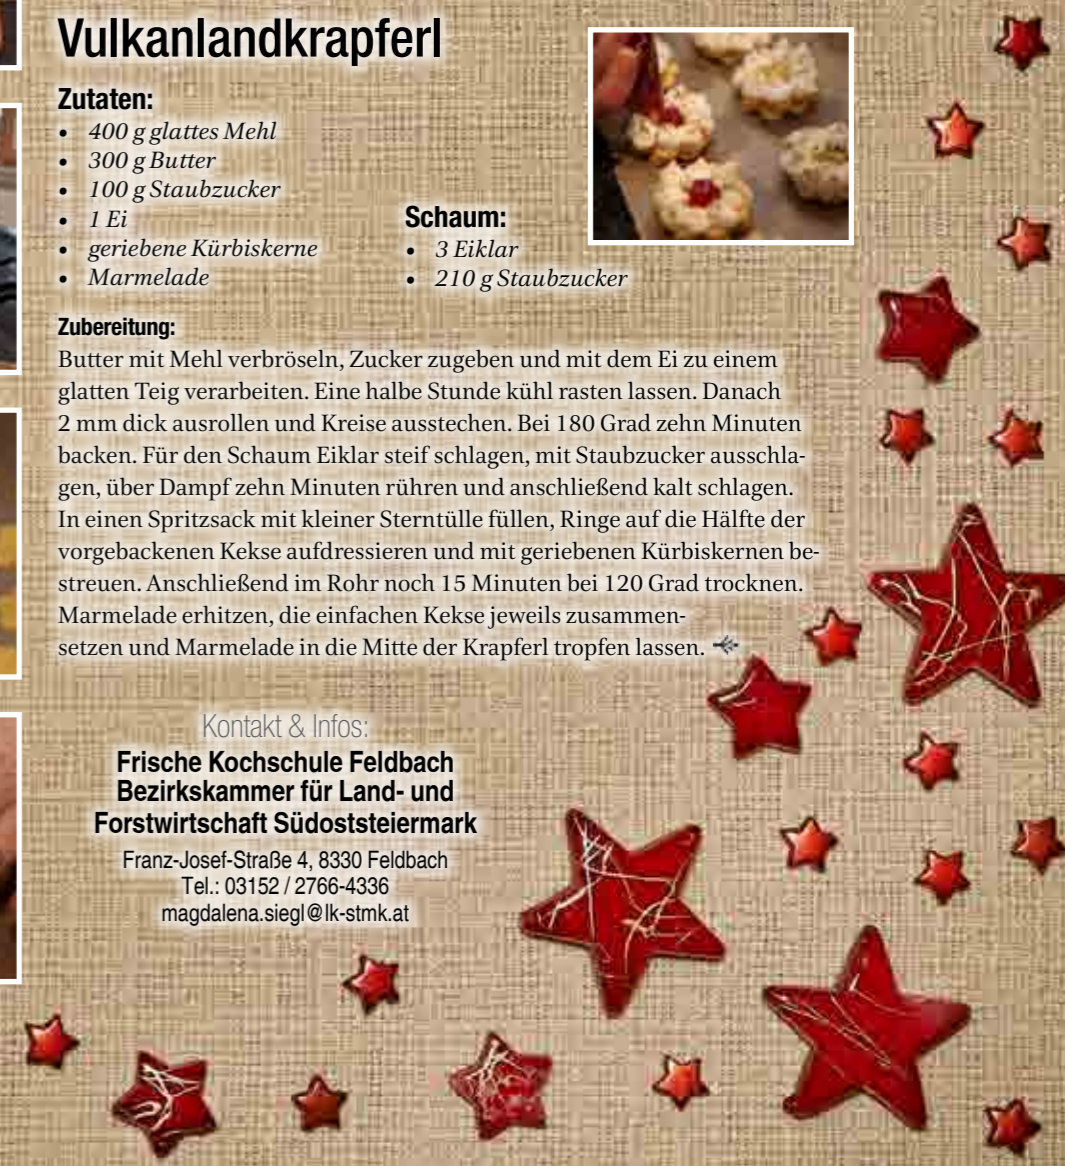 Vulkanlandkrapferl
Zutaten:
• 400 g glattes Mehl
• 300 g Butter
• 100 g Staubzucker
• 1 Ei
• geriebene Kürbiskerne
• Marmelade
Schaum:
• 3 Eiklar
• 210 g Staubzucker
Zubereitung:
Butter mit Mehl verbröseln, Zucker zugeben und mit dem Ei zu einem
glatten Teig verarbeiten. Eine halbe Stunde kühl rasten lassen. Danach
2 mm dick ausrollen und Kreise ausstechen. Bei 180 Grad zehn Minuten
backen. Für den Schaum Eiklar steif schlagen, mit Staubzucker ausschla-
gen, über Dampf zehn Minuten rühren und anschließend kalt schlagen.
In einen Spritzsack mit kleiner Sterntülle füllen, Ringe auf die Hälfte der
vorgebackenen Kekse aufdressieren und mit geriebenen Kürbiskernen be-
streuen. Anschließend im Rohr noch 15 Minuten bei 120 Grad trocknen.
Marmelade erhitzen, die einfachen Kekse jeweils zusammen-
setzen und Marmelade in die Mitte der Krapferl tropfen lassen.
Kontakt & Infos:
Frische Kochschule Feldbach
Bezirkskammer für Land- und
Forstwirtschaft Südoststeiermark
Franz-Josef-Straße 4, 8330 Feldbach
Tel.: 03152 / 2766-4336
magdalena.siegl@lk-stmk.at